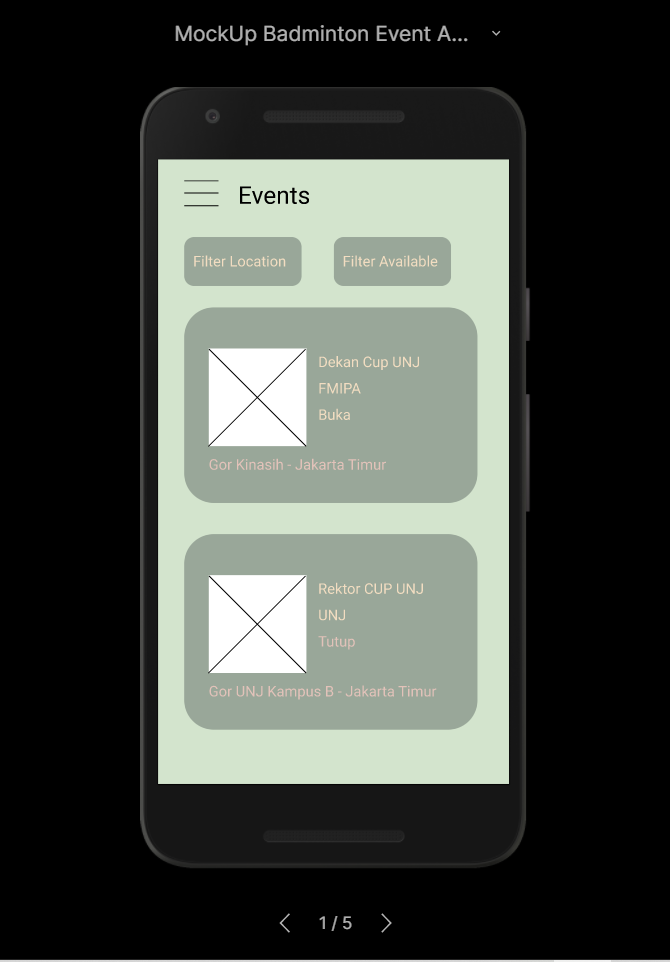 MockUp Badminton Event A...
Events
Filter Location
Filter Available
Dekan Cup UNJ
FMIPA
Buka
Gor Kinasih - Jakarta Timur
Rektor CUP UNJ
UNJ
Tutup
Gor UNJ Kampus B - Jakarta Timur
1 / 5